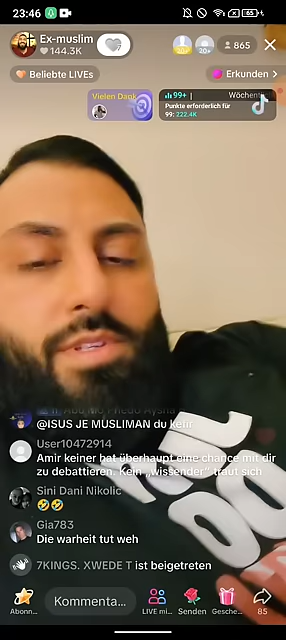 23:46
Ex-muslim
144.3K
20+
20+
865
Beliebte LIVEs
Erkunden >
Vielen Dank
99+ |
Punkte erforderlich für
99: 222.4K
@ISUS JE MUSLIMAN du kehr
User10472914
Amir keiner hat überhaupt eine chance mit dir
zu debattieren. Kein „wissender" traut sich
Sini Dani Nikolic
🤣🤣
Gia783
Die warheit tut weh
7KINGS. XWEDE T ist beigetreten
Kommenta...
Abonn...
LIVE mi...
Senden
Gesche...
85